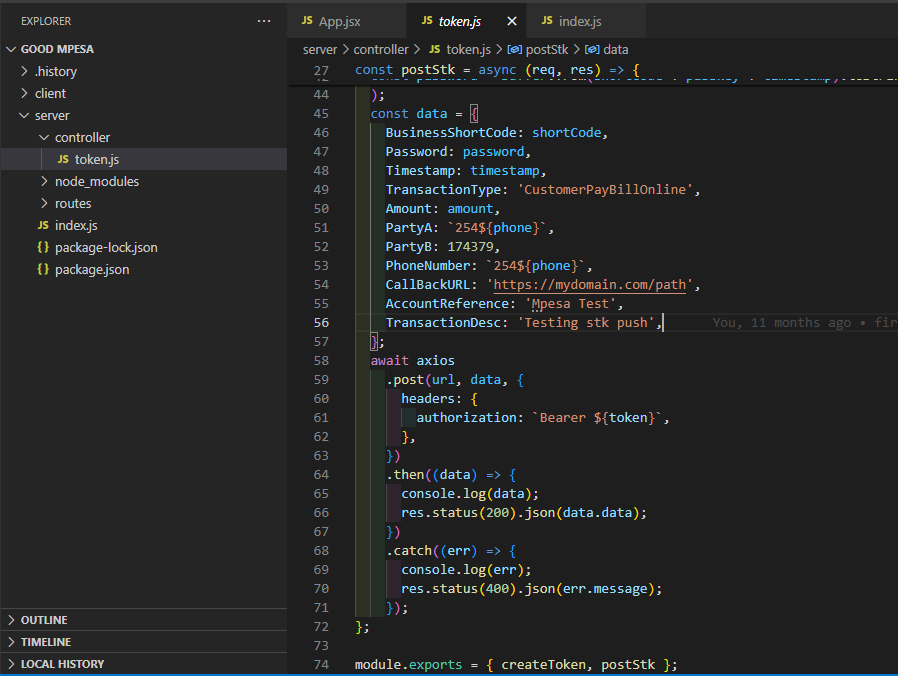 EXPLORER
...
JS App.jsx
JS token.js
JS index.js
GOOD MPESA
.history
client
server
controller
JS token.js
node_modules
routes
JS index.js
{} package-lock.json
{} package.json
OUTLINE
TIMELINE
LOCAL HISTORY
server > controller > JS token.js > postStk > data
27 const postStk = async (req, res) => {
44 );
45 const data = {
46 BusinessShortCode: shortCode,
47 Password: password,
48 Timestamp: timestamp,
49 TransactionType: 'CustomerPayBillOnline',
50 Amount: amount,
51 PartyA: `254${phone}`,
52 PartyB: 174379,
53 PhoneNumber: `254${phone}`,
54 CallBackURL: 'https://mydomain.com/path',
55 AccountReference: 'Mpesa Test',
56 TransactionDesc: 'Testing stk push', You, 11 months ago • fir
57 };
58 await axios
59 .post(url, data, {
60 headers: {
61 authorization: `Bearer ${token}`,
62 },
63 })
64 .then((data) => {
65 console.log(data);
66 res.status(200).json(data.data);
67 })
68 .catch((err) => {
69 console.log(err);
70 res.status(400).json(err.message);
71 });
72 };
73
74 module.exports = { createToken, postStk };